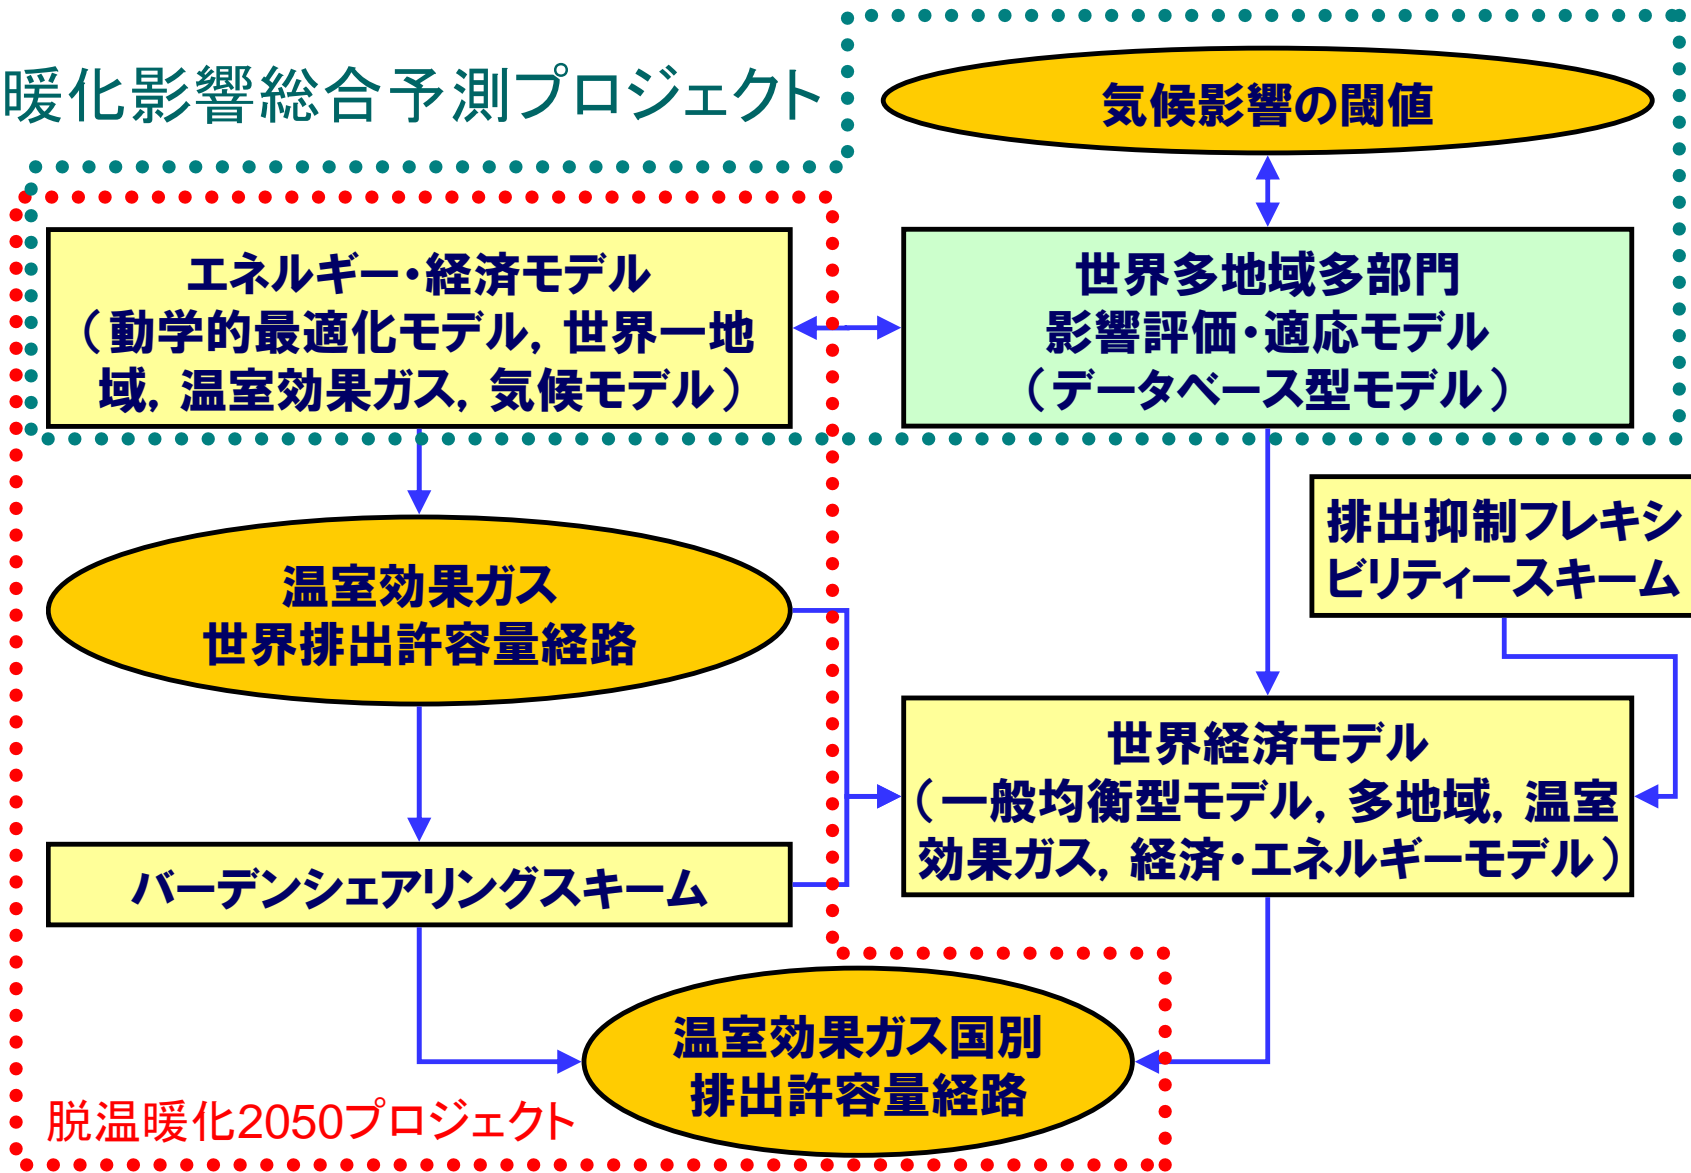 暖化影響総合予測プロジェクト
気候影響の閾値
エネルギー・経済モデル
（動学的最適化モデル，世界一地
域，温室効果ガス，気候モデル）
世界多地域多部門
影響評価・適応モデル
（データベース型モデル）
排出抑制フレキシ
ビリティースキーム
温室効果ガス
世界排出許容量経路
世界経済モデル
（一般均衡型モデル，多地域，温室
効果ガス，経済・エネルギーモデル）
バーデンシェアリングスキーム
温室効果ガス国別
排出許容量経路
脱温暖化2050プロジェクト